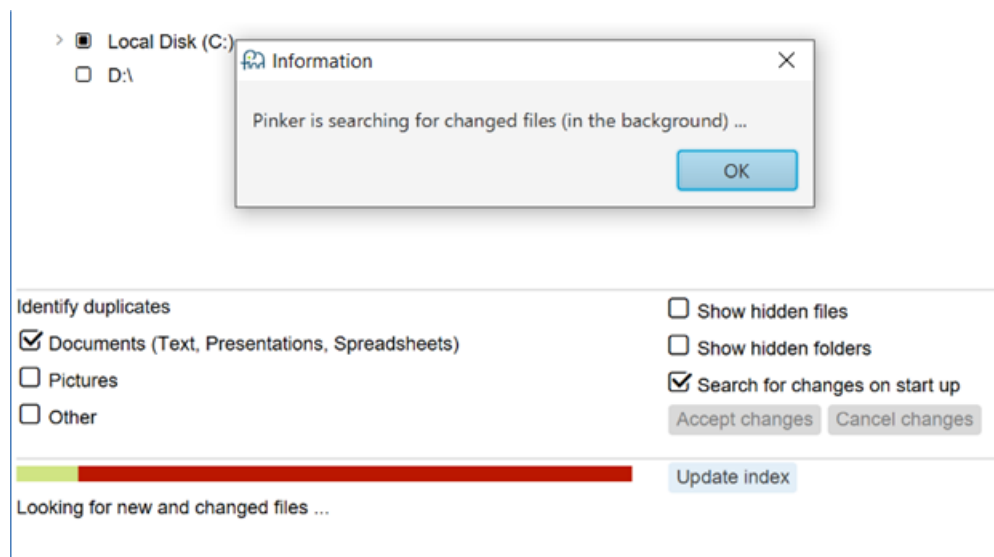 Local Disk (C:)
D:\
Information
Pinker is searching for changed files (in the background) ...
OK
Identify duplicates
Documents (Text, Presentations, Spreadsheets)
Pictures
Other
Show hidden files
Show hidden folders
Search for changes on start up
Accept changes Cancel changes
Update index
Looking for new and changed files ...